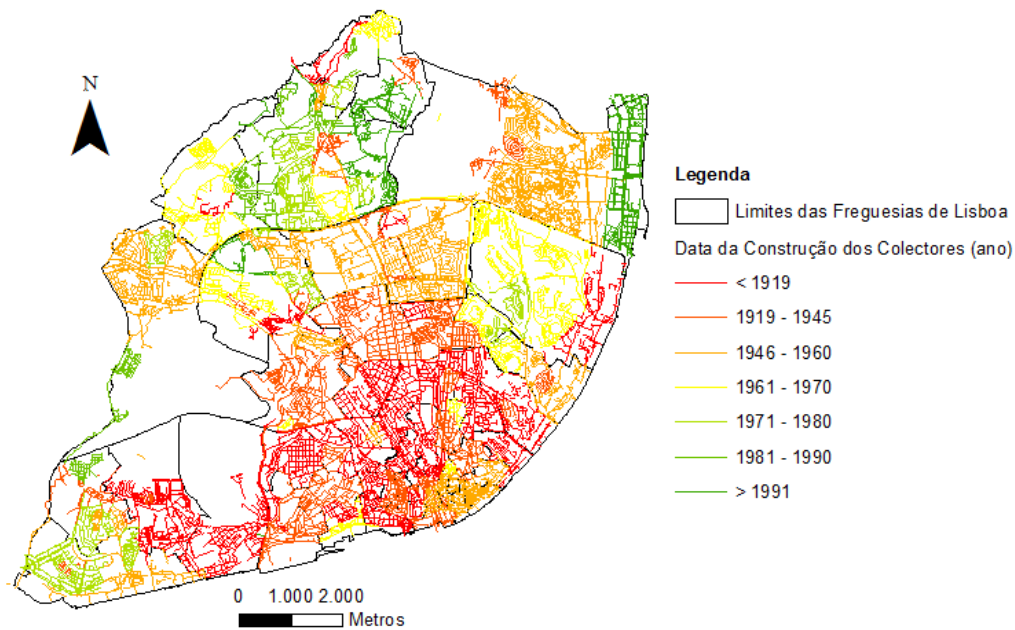 N
Legenda
Limites das Freguesias de Lisboa
Data da Construção dos Colectores (ano)
< 1919
1919 - 1945
1946 - 1960
1961 - 1970
1971 - 1980
1981 - 1990
> 1991
0 1.000 2.000
Metros